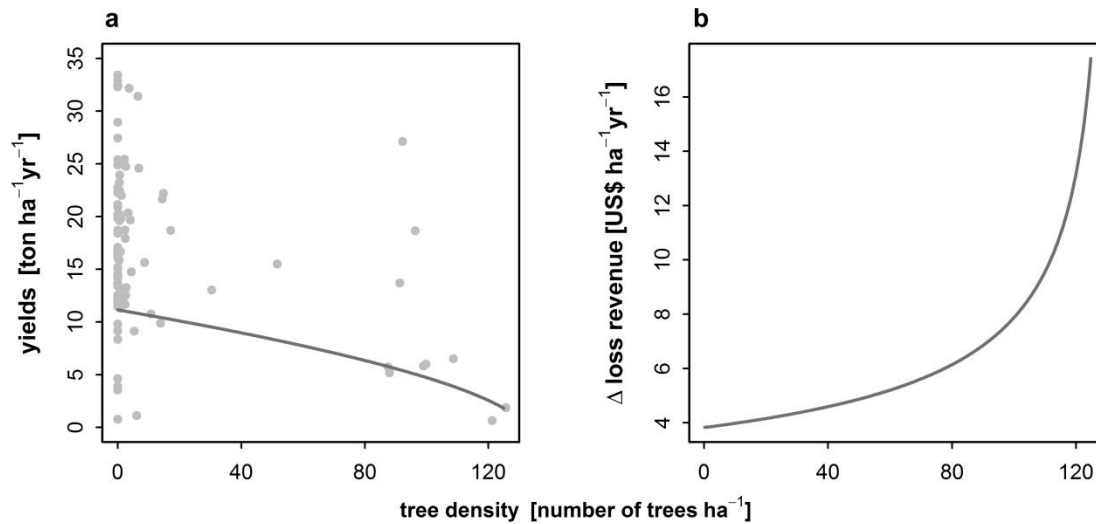 a
b
yields [ton ha⁻¹yr⁻¹]
35
30
25
20
15
10
5
0
0 40 80 120
Δ loss revenue [US$ ha⁻¹yr⁻¹]
16
14
12
10
8
6
4
0 40 80 120
tree density [number of trees ha⁻¹]